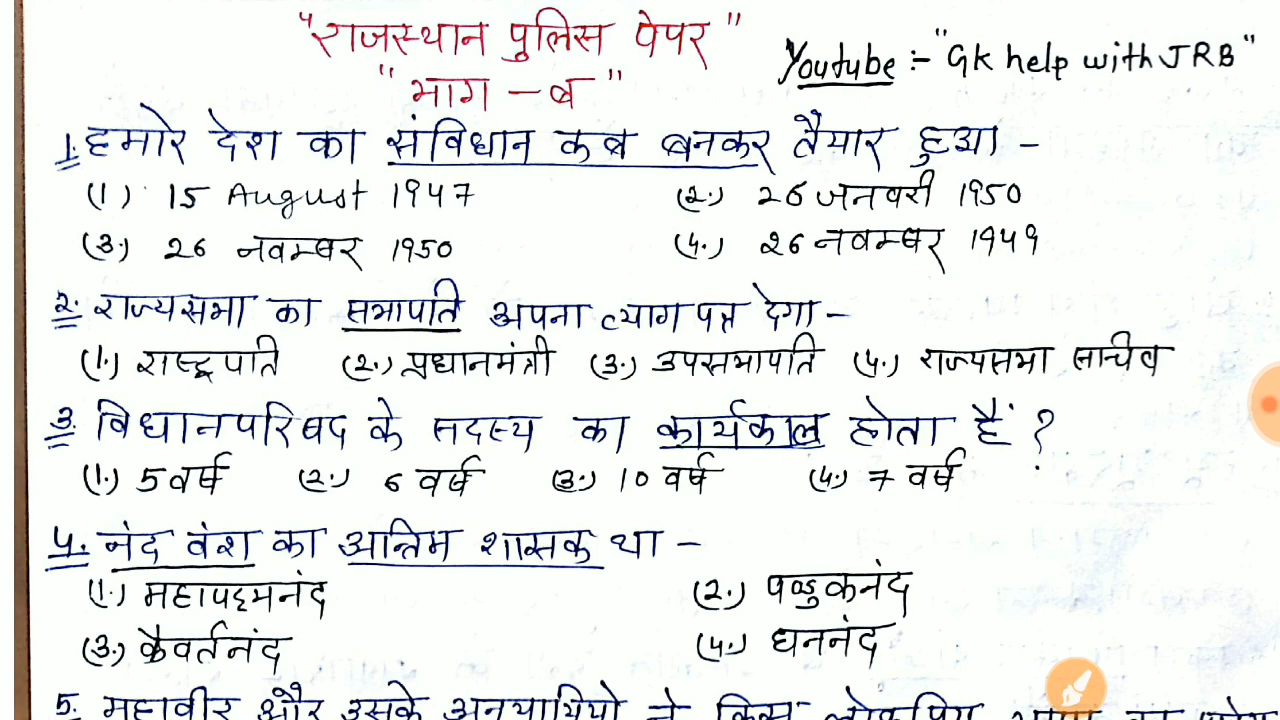 "राजस्थान पुलिस पेपर"
"भाग - ब"
Youtube :- "Gk help with JRB"
1. हमारे देश का संविधान कब बनकर तैयार हुआ -
(1) 15 August 1947 (2.) 26 जनवरी 1950
(3.) 26 नवम्बर 1950 (4.) 26 नवम्बर 1949
2. राज्यसभा का सभापति अपना त्याग पत्र देगा -
(1.) राष्ट्रपति (2.) प्रधानमंत्री (3.) उपसभापति (4.) राज्यसभा सचिव
3. विधानपरिषद के सदस्य का कार्यकाल होता हैं ?
(1.) 5 वर्ष (2.) 6 वर्ष (3.) 10 वर्ष (4.) 7 वर्ष
4. नंद वंश का अन्तिम शासक था -
(1.) महापद्मनंद (2.) पण्डुकनंद
(3.) कैवर्तनंद (4.) घननंद
5. महावीर और उसके अनुयायियो ने किस लोकप्रिय